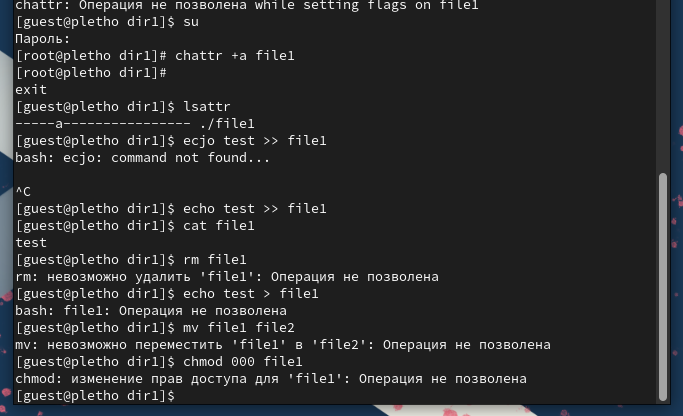 chattr: Операция не позволена while setting flags on file1
[guest@pletho dir1]$ su
Пароль:
[root@pletho dir1]# chattr +a file1
[root@pletho dir1]#
exit
[guest@pletho dir1]$ lsattr
-----a---------------- ./file1
[guest@pletho dir1]$ ecjo test >> file1
bash: ecjo: command not found...
^C
[guest@pletho dir1]$ echo test >> file1
[guest@pletho dir1]$ cat file1
test
[guest@pletho dir1]$ rm file1
rm: невозможно удалить 'file1': Операция не позволена
[guest@pletho dir1]$ echo test > file1
bash: file1: Операция не позволена
[guest@pletho dir1]$ mv file1 file2
mv: невозможно переместить 'file1' в 'file2': Операция не позволена
[guest@pletho dir1]$ chmod 000 file1
chmod: изменение прав доступа для 'file1': Операция не позволена
[guest@pletho dir1]$